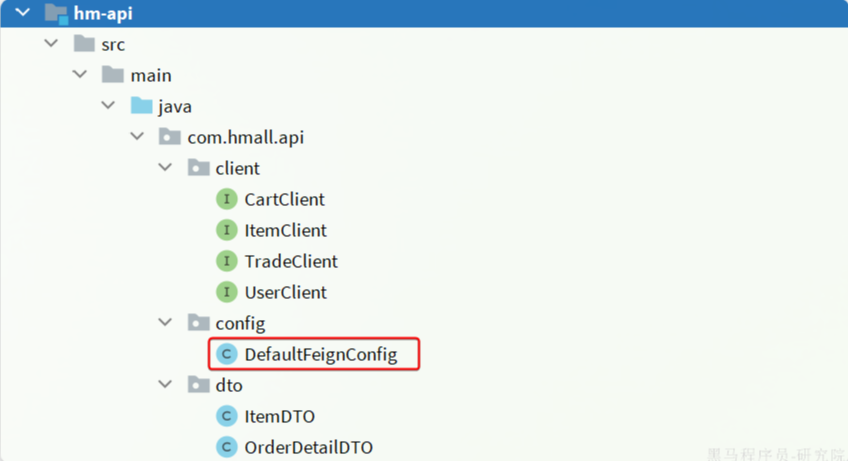 hm-api
src
main
java
com.hmall.api
client
I CartClient
I ItemClient
I TradeClient
I UserClient
config
C DefaultFeignConfig
dto
C ItemDTO
C OrderDetailDTO
黑马程序员-研究院